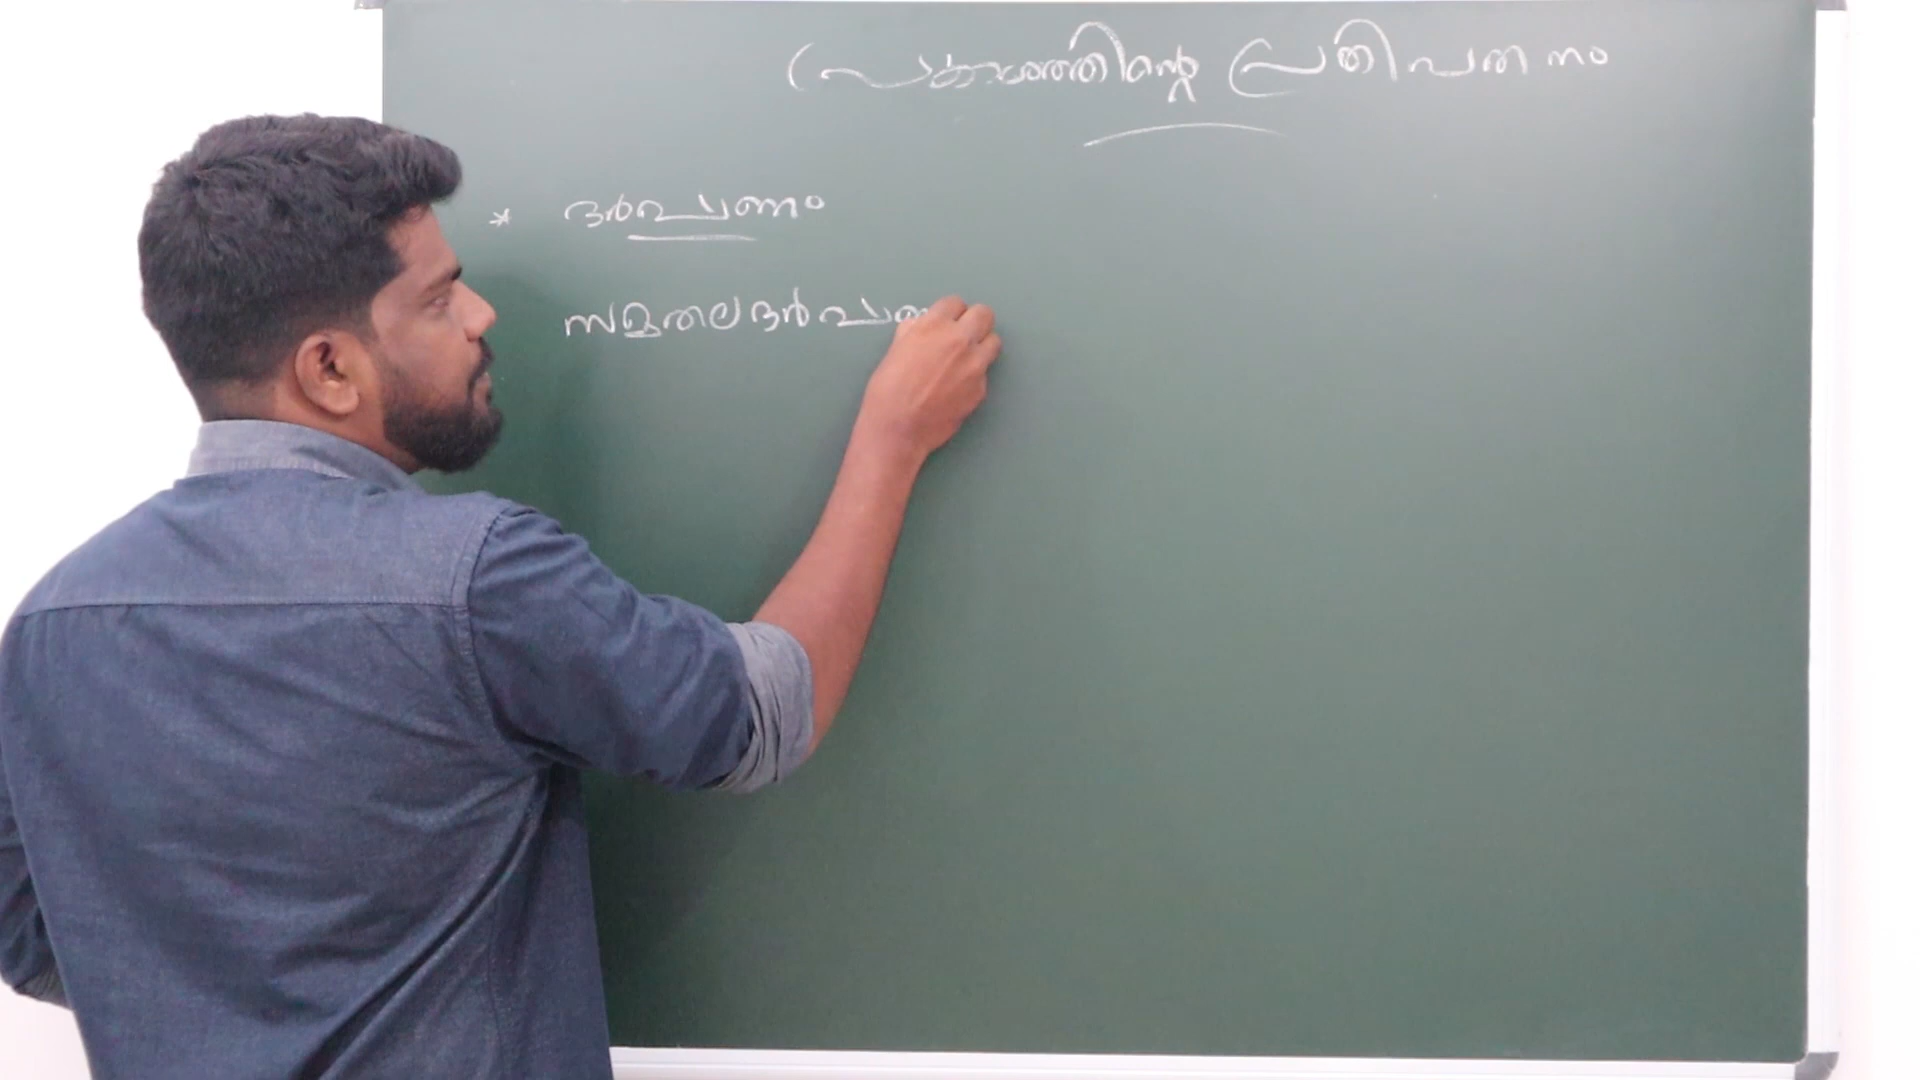 പ്രകാശത്തിന്റെ പ്രതിപതനം
* ദർപ്പണം
സമതലദർപ്പണ